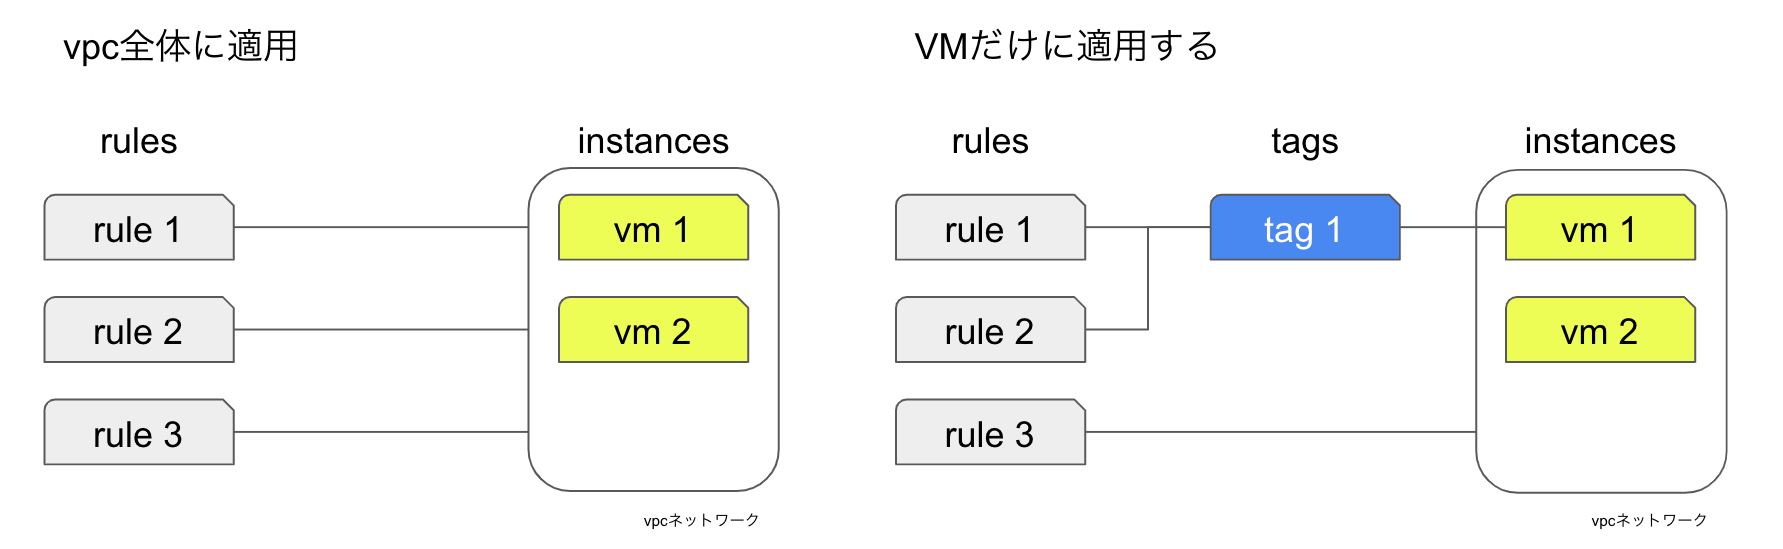 vpc全体に適用
rules
instances
rule 1
vm 1
rule 2
vm 2
rule 3
vpcネットワーク
VMだけに適用する
rules
tags
instances
rule 1
tag 1
vm 1
rule 2
vm 2
rule 3
vpcネットワーク